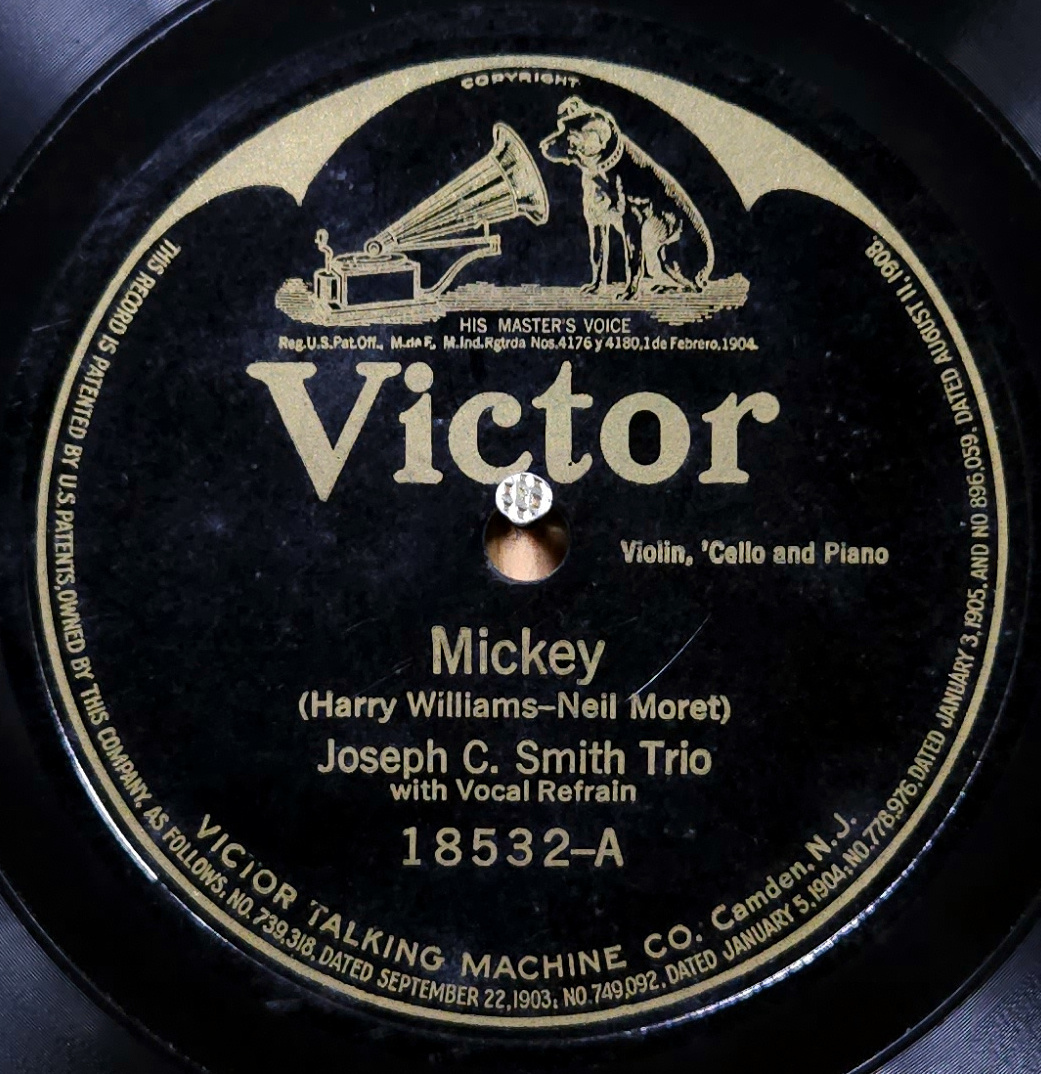 COPYRIGHT
HIS MASTER'S VOICE
Reg.U.S.Pat.Off., M.de F., M.Ind.Rgtrda Nos.4176 y 4180,1de Febrero,1904.
Victor
Violin, 'Cello and Piano
Mickey
(Harry Williams–Neil Moret)
Joseph C. Smith Trio
with Vocal Refrain
18532–A
VICTOR TALKING MACHINE CO. Camden, N. J.
THIS RECORD IS PATENTED BY U.S. PATENTS,OWNED BY THIS COMPANY, AS FOLLOWS: NO. 739,318, DATED SEPTEMBER 22,1903; NO.749,092, DATED JANUARY 5,1904; NO.778,976, DATED JANUARY 3,1905, AND NO 896,059, DATED AUGUST 11, 1908.